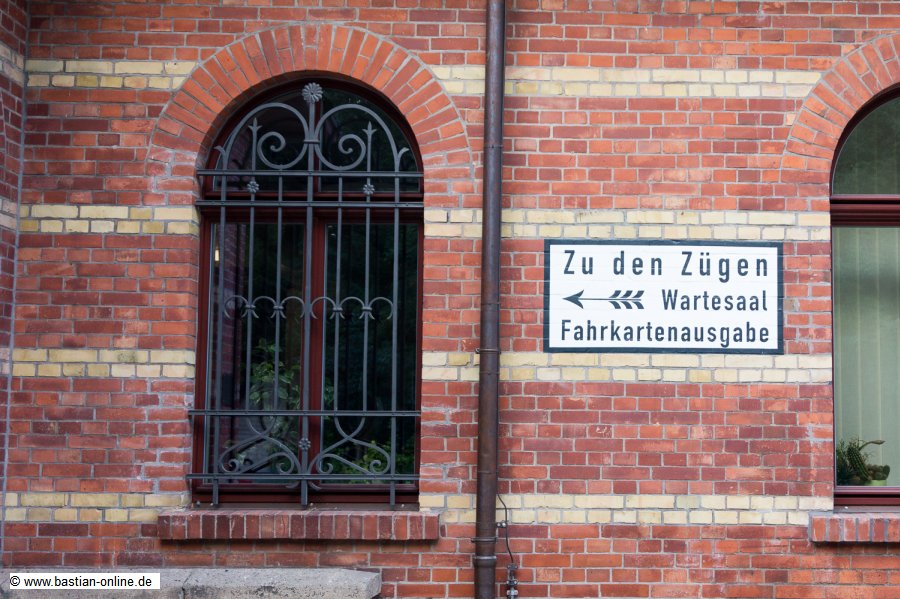 Zu den Zügen
Wartesaal
Fahrkartenausgabe
© www.bastian-online.de